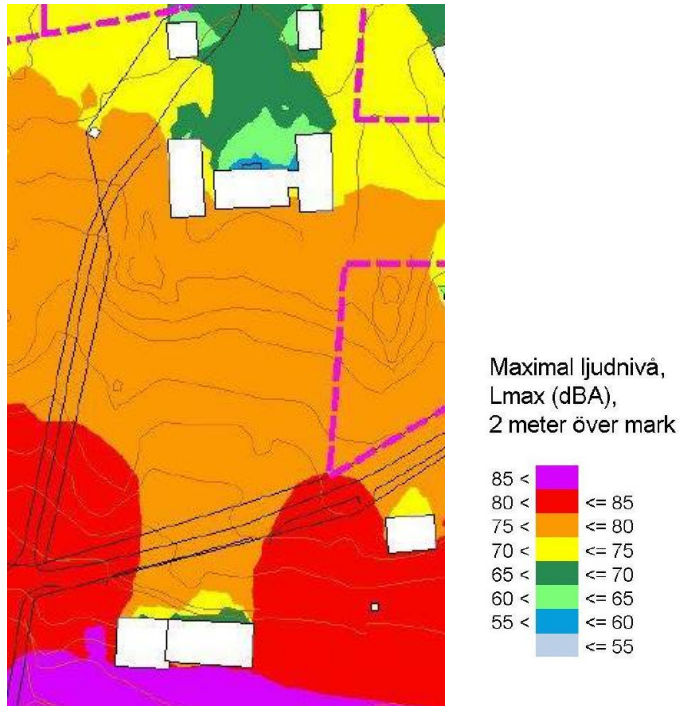 Maximal ljudnivå,
Lmax (dBA),
2 meter över mark
85 <
80 < <= 85
75 < <= 80
70 < <= 75
65 < <= 70
60 < <= 65
55 < <= 60
<= 55